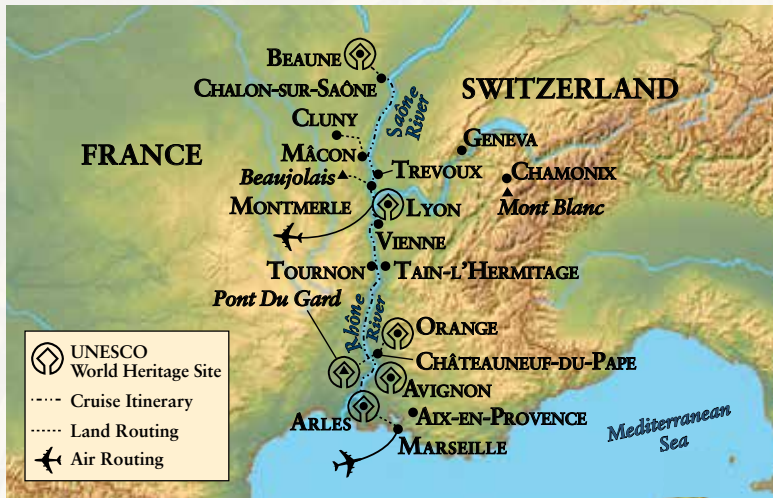 BEAUNE
CHALON-SUR-SAÔNE
SWITZERLAND
Saône
River
CLUNY
GENEVA
FRANCE
MÂCON
TREVOUX
Beaujolais
CHAMONIX
MONTMERLE
LYON
Mont Blanc
VIENNE
TOURNON
TAIN-L'HERMITAGE
Pont Du Gard
Rhône
River
ORANGE
CHÂTEAUNEUF-DU-PAPE
AVIGNON
ARLES
AIX-EN-PROVENCE
MARSEILLE
Mediterranean
Sea
UNESCO
World Heritage Site
Cruise Itinerary
Land Routing
Air Routing